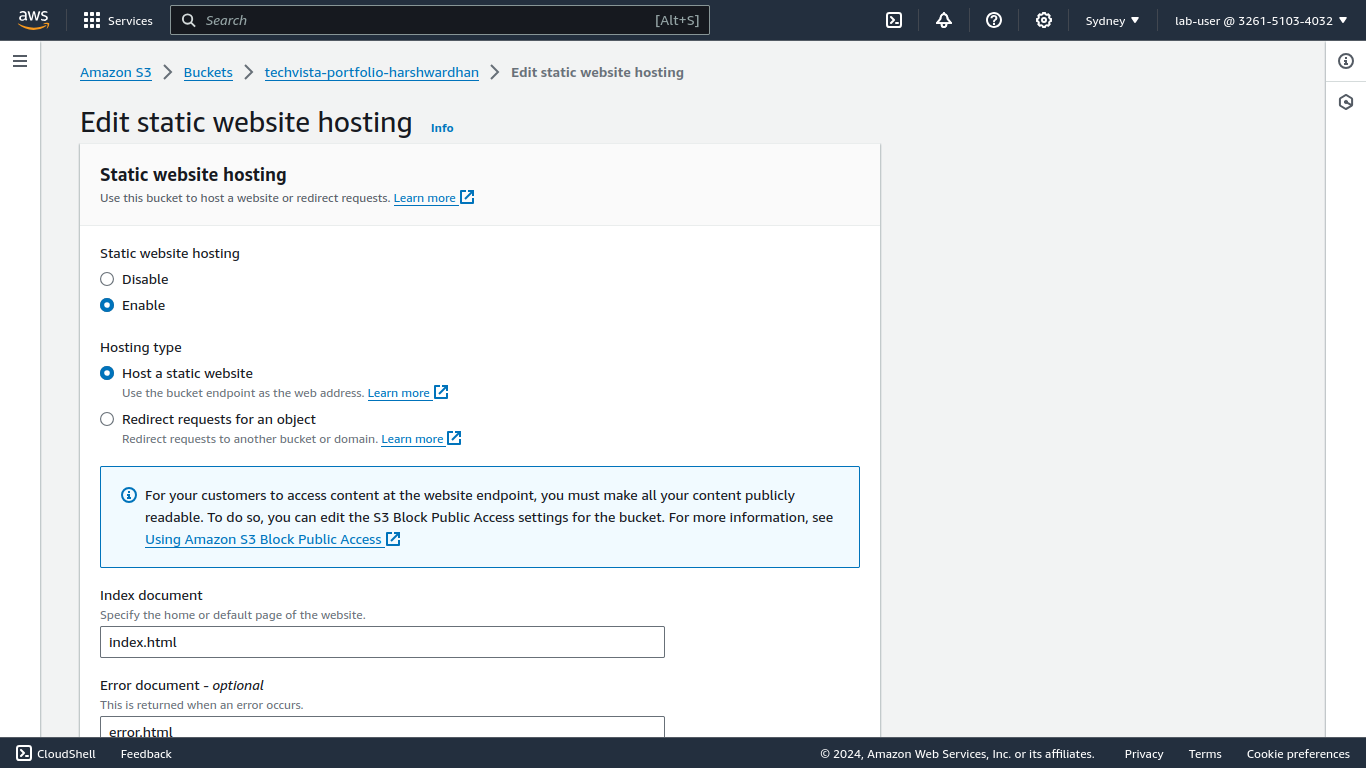 aws Services Search [Alt+S] Sydney lab-user @ 3261-5103-4032
Amazon S3 Buckets techvista-portfolio-harshwardhan Edit static website hosting
Edit static website hosting Info
Static website hosting
Use this bucket to host a website or redirect requests. Learn more
Static website hosting
Disable
Enable
Hosting type
Host a static website
Use the bucket endpoint as the web address. Learn more
Redirect requests for an object
Redirect requests to another bucket or domain. Learn more
For your customers to access content at the website endpoint, you must make all your content publicly
readable. To do so, you can edit the S3 Block Public Access settings for the bucket. For more information, see
Using Amazon S3 Block Public Access
Index document
Specify the home or default page of the website.
index.html
Error document - optional
This is returned when an error occurs.
error.html
CloudShell Feedback © 2024, Amazon Web Services, Inc. or its affiliates. Privacy Terms Cookie preferences